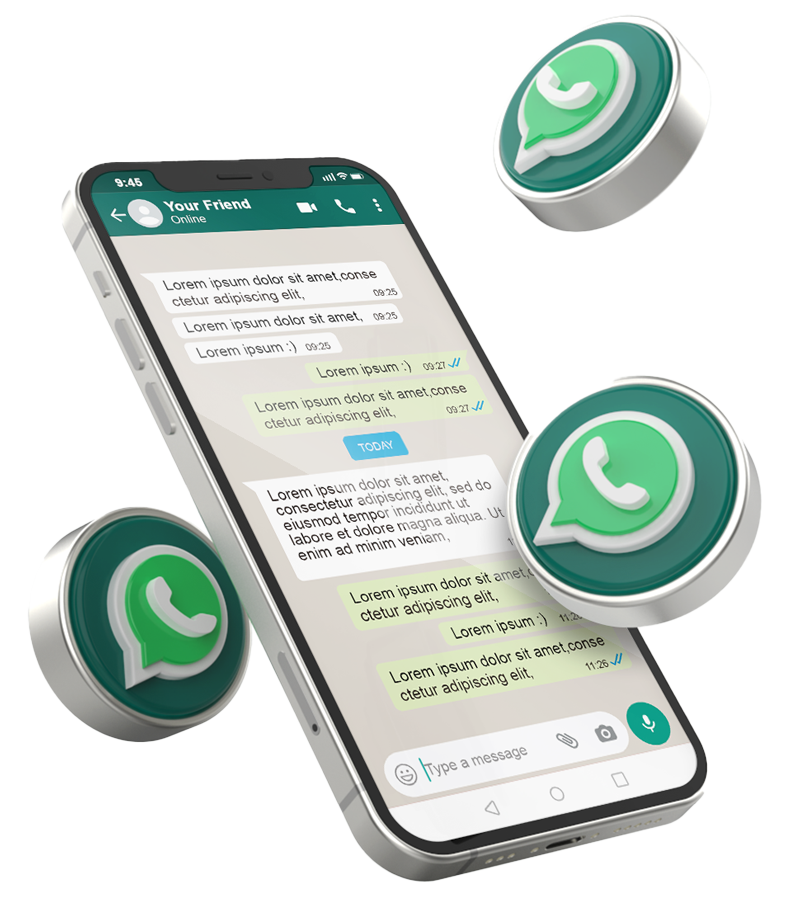 9:45
Your Friend
Online
Lorem ipsum dolor sit amet,conse
ctetur adipiscing elit,
09:25
Lorem ipsum dolor sit amet, 09:25
Lorem ipsum :) 09:25
Lorem ipsum :) 09:27
Lorem ipsum dolor sit amet,conse
ctetur adipiscing elit,
09:27
TODAY
Lorem ipsum dolor sit amet,
consectetur adipiscing elit, sed do
eiusmod tempor incididunt ut
labore et dolore magna aliqua. Ut
enim ad minim veniam,
Lorem ipsum dolor sit amet,
ctetur adipiscing elit,
Lorem ipsum :)
Lorem ipsum dolor sit amet,conse
ctetur adipiscing elit,
11:26
Type a message